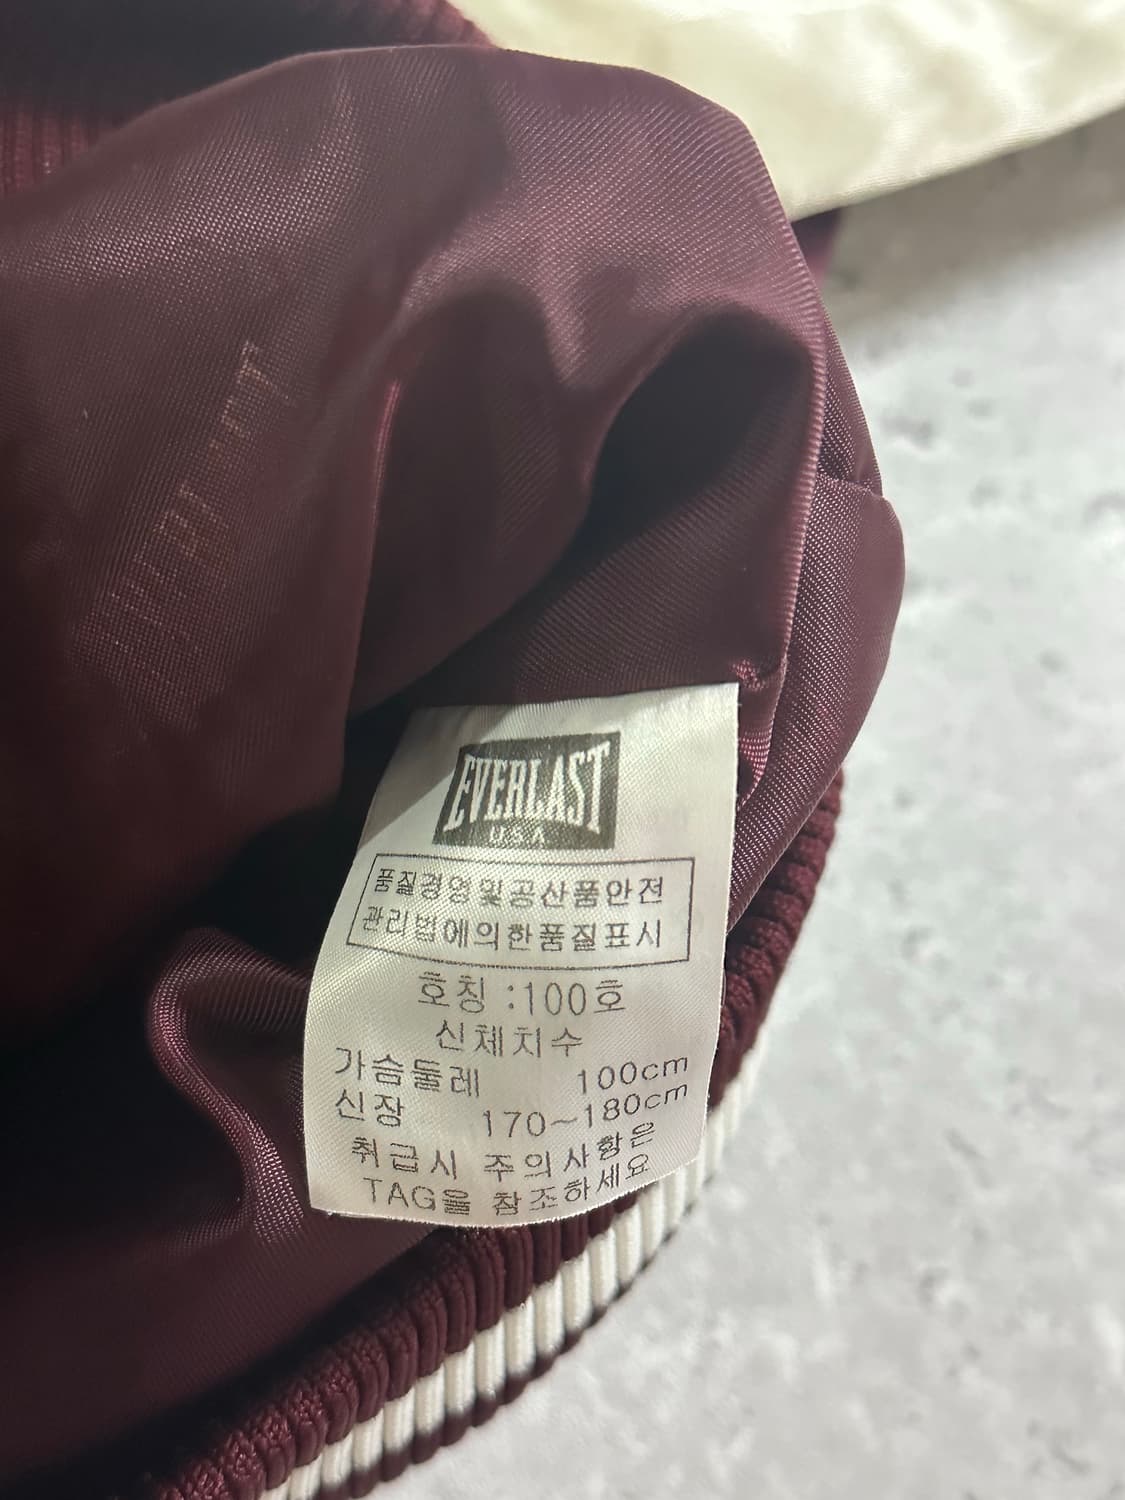 EVERLAST
U.S.A
품질경영및공산품안전
관리법에의한품질표시
호칭 :100호
신체치수
가슴둘레 100cm
신장 170~180cm
취급시 주의사항은
TAG을 참조하세요